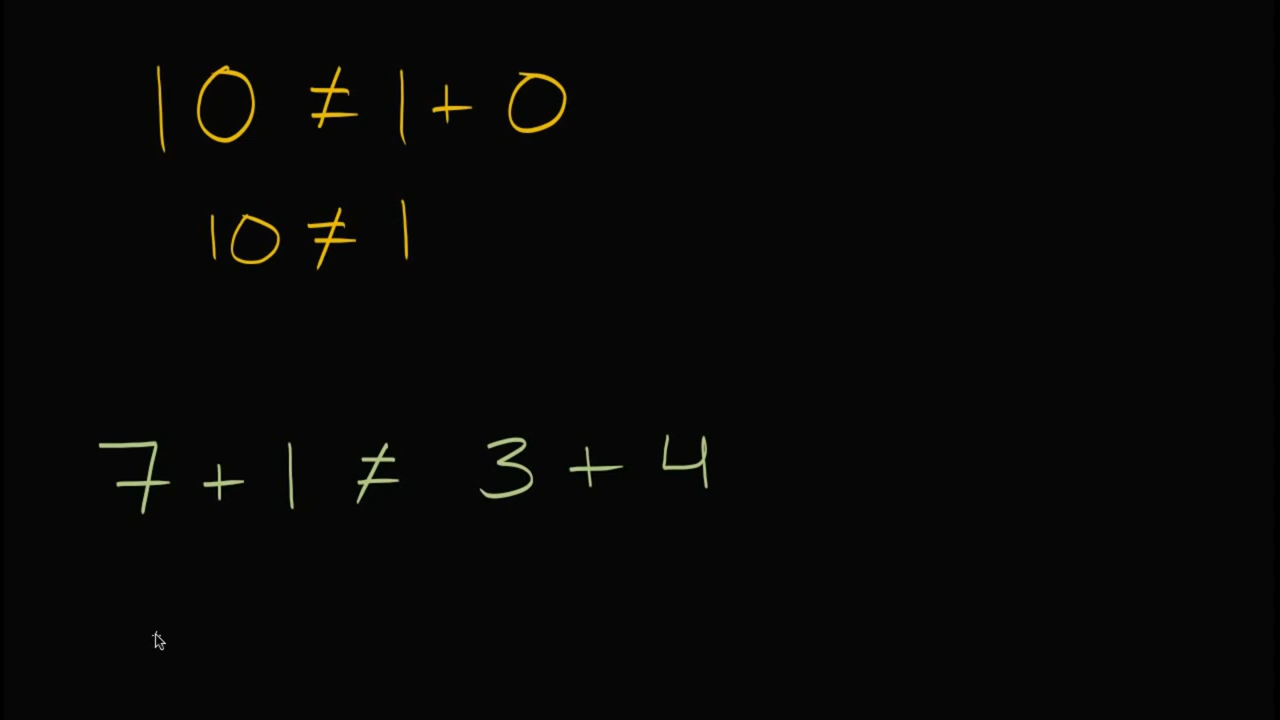 10 ≠ 1 + 0
10 ≠ 1
7 + 1 ≠ 3 + 4